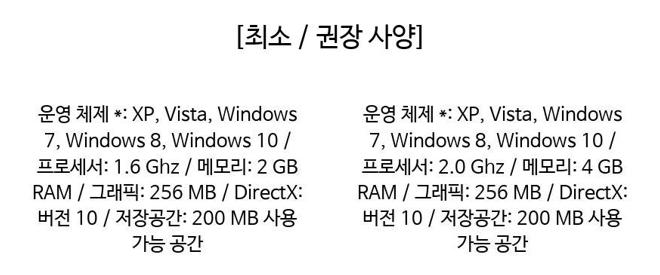 [최소 / 권장 사양]
운영 체제 *: XP, Vista, Windows
7, Windows 8, Windows 10 /
프로세서: 1.6 Ghz / 메모리: 2 GB
RAM / 그래픽: 256 MB / DirectX:
버전 10 / 저장공간: 200 MB 사용
가능 공간
운영 체제 *: XP, Vista, Windows
7, Windows 8, Windows 10 /
프로세서: 2.0 Ghz / 메모리: 4 GB
RAM / 그래픽: 256 MB / DirectX:
버전 10 / 저장공간: 200 MB 사용
가능 공간